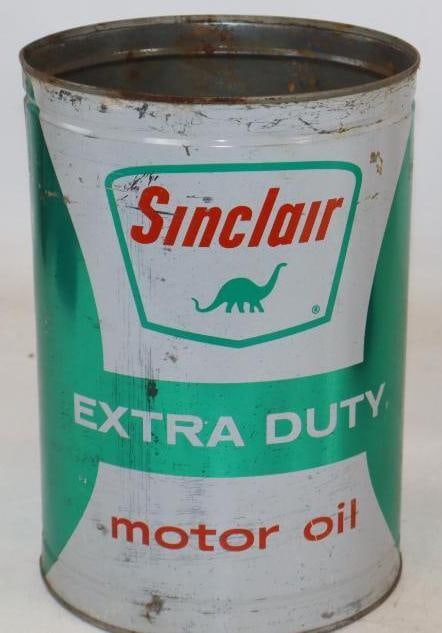 Sinclair
®
EXTRA DUTY
motor oil